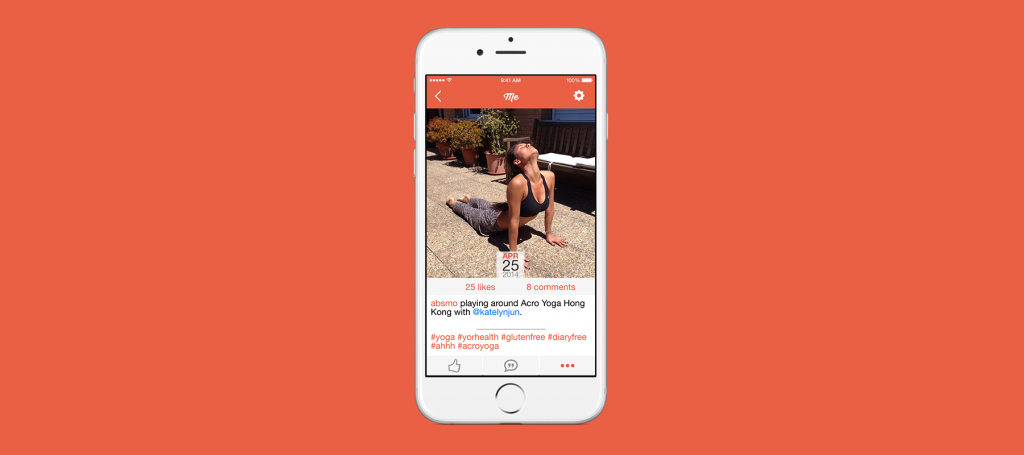 9:41 AM 100%
Me
APR
25
2014
25 likes 8 comments
absmo playing around Acro Yoga Hong
Kong with @katelynjun.
#yoga #yorhealth #glutenfree #diaryfree
#ahhh #acroyoga